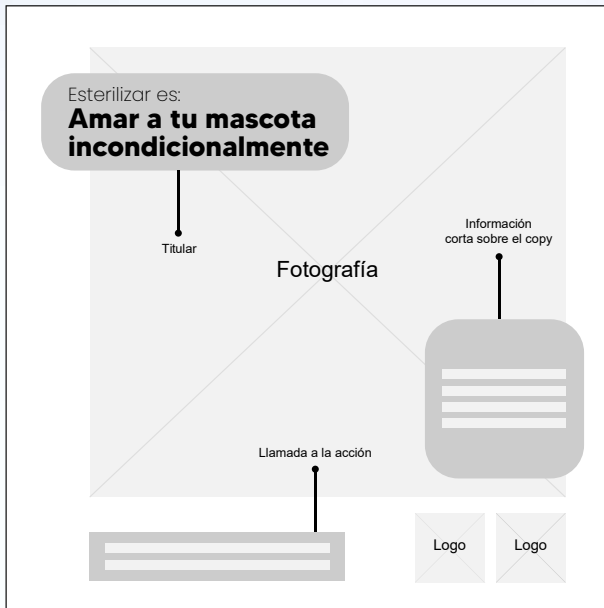 Esterilizar es:
Amar a tu mascota
incondicionalmente
Titular
Información
corta sobre el copy
Fotografía
Llamada a la acción
Logo
Logo